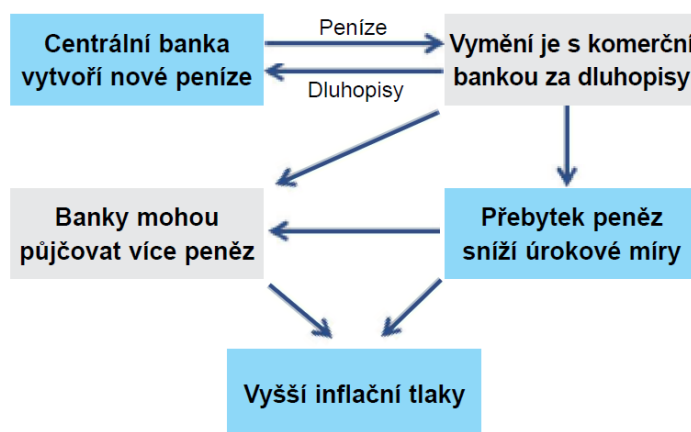 Centrální banka
vytvoří nové peníze
Peníze
Dluhopisy
Vymění je s komerční
bankou za dluhopisy
Banky mohou
půjčovat více peněz
Přebytek peněz
sníží úrokové míry
Vyšší inflační tlaky